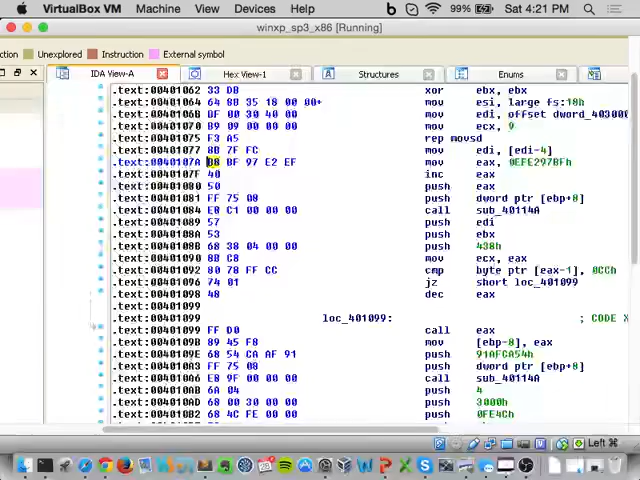 VirtualBox VM Machine View Devices Help 99% Sat 4:21 PM
winxp_sp3_x86 [Running]
ction Unexplored Instruction External symbol
IDA View-A Hex View-1 Structures Enums
.text:00401062 33 DB xor ebx, ebx
.text:00401064 64 8B 35 18 00 00+ mov esi, large fs:18h
.text:0040106B BF 00 30 40 00 mov edi, offset dword_403000
.text:00401070 B9 09 00 00 00 mov ecx, 9
.text:00401075 F3 A5 rep movsd
.text:00401077 8B 7F FC mov edi, [edi-4]
.text:0040107A B8 BF 97 E2 EF mov eax, 0EFE297BFh
.text:0040107F 40 inc eax
.text:00401080 50 push eax
.text:00401081 FF 75 08 push dword ptr [ebp+8]
.text:00401084 E8 C1 00 00 00 call sub_40114A
.text:00401089 57 push edi
.text:0040108A 53 push ebx
.text:0040108B 68 38 04 00 00 push 438h
.text:00401090 8B C8 mov ecx, eax
.text:00401092 80 78 FF CC cmp byte ptr [eax-1], 0CCh
.text:00401096 74 01 jz short loc_401099
.text:00401098 48 dec eax
.text:00401099
.text:00401099 loc_401099: ; CODE X
.text:00401099 FF D0 call eax
.text:0040109B 89 45 F8 mov [ebp-8], eax
.text:0040109E 68 54 CA AF 91 push 91AFCA54h
.text:004010A3 FF 75 08 push dword ptr [ebp+8]
.text:004010A6 E8 9F 00 00 00 call sub_40114A
.text:004010AB 6A 04 push 4
.text:004010AD 68 00 30 00 00 push 3000h
.text:004010B2 68 4C FE 00 00 push 0FE4Ch
Left ⌘